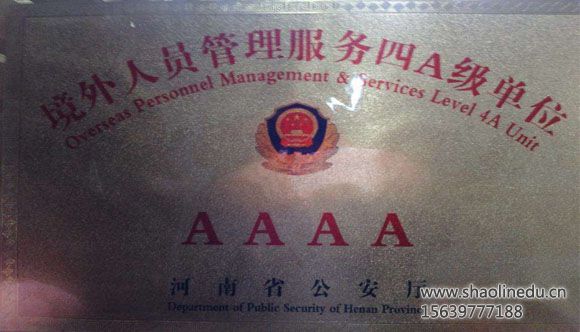 境外人员管理服务四A级单位
Overseas Personnel Management & Services Level 4A Unit
AAAA
河南省公安厅
Department of Public Security of Henan Province
www.shaolinedu.cn
15639777188